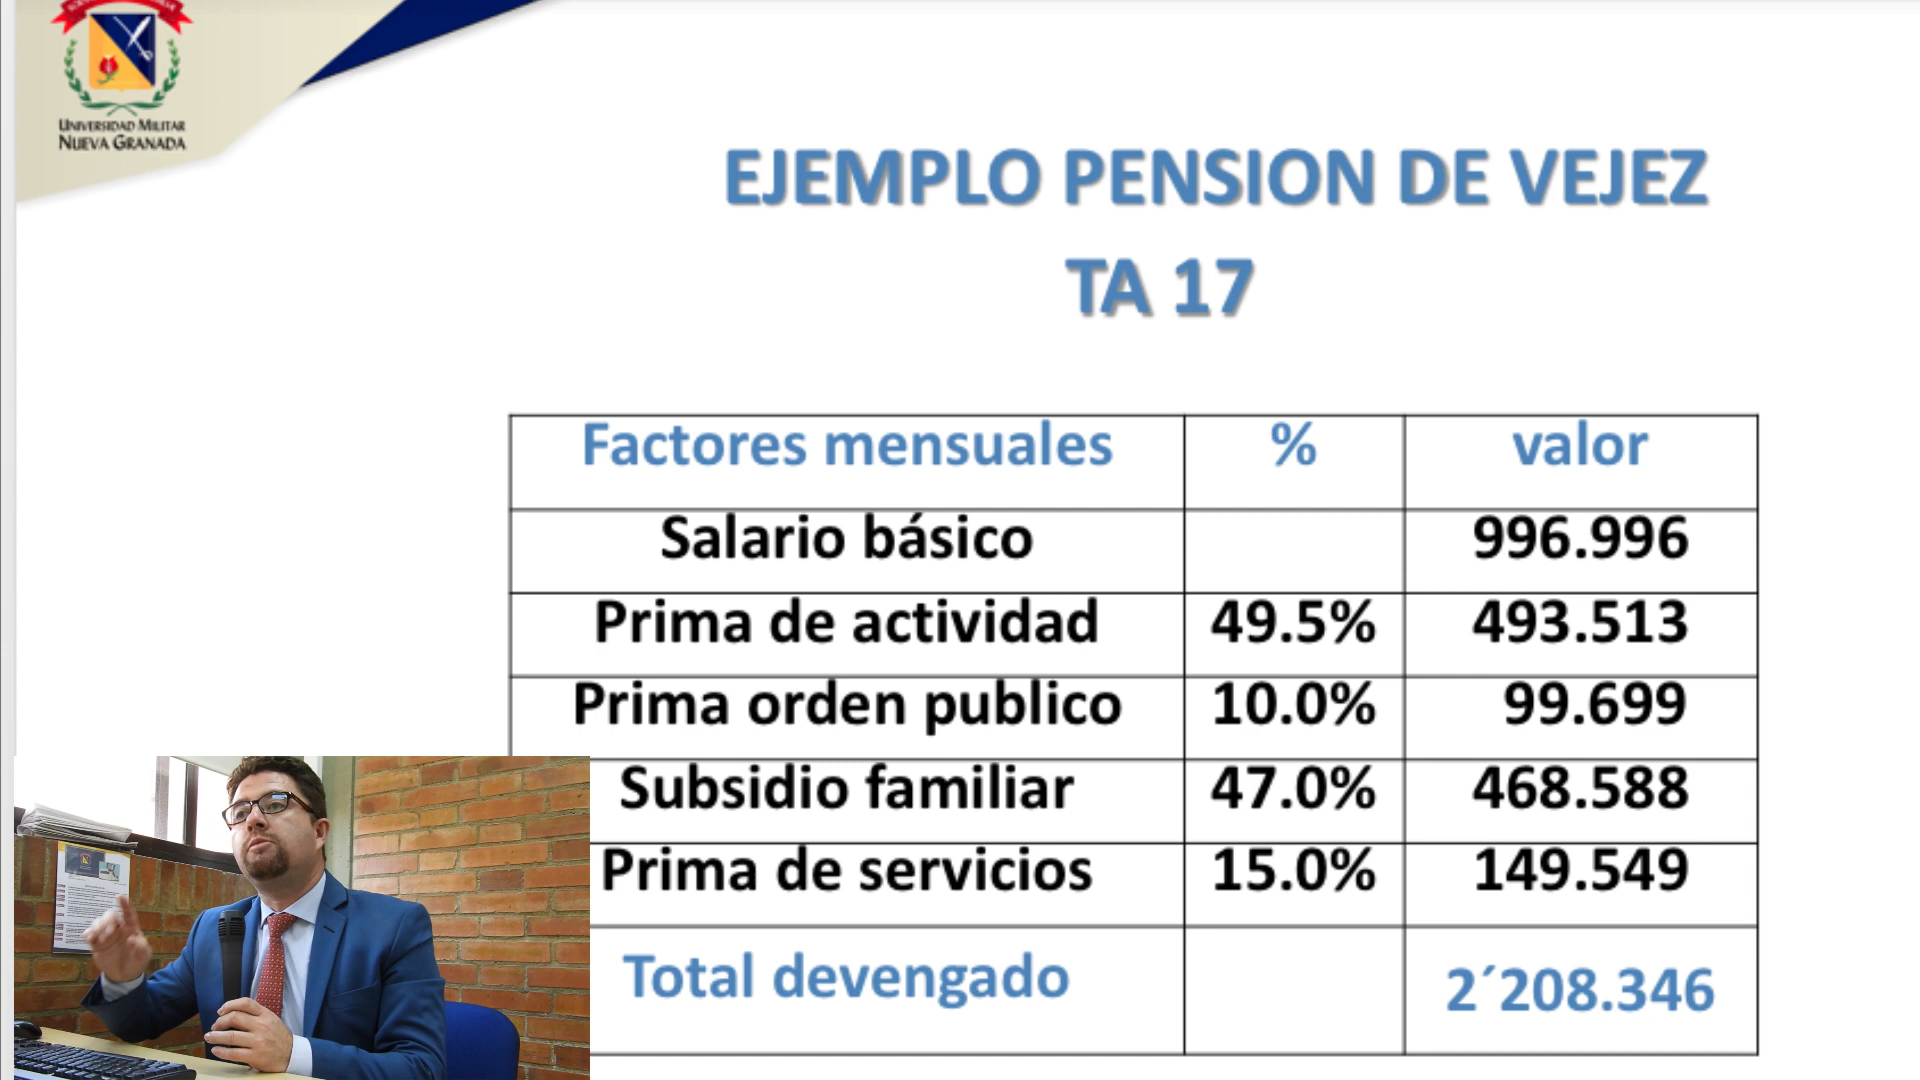 UNIVERSIDAD MILITAR
NUEVA GRANADA
EJEMPLO PENSION DE VEJEZ
TA 17
Factores mensuales % valor
Salario básico 996.996
Prima de actividad 49.5% 493.513
Prima orden publico 10.0% 99.699
Subsidio familiar 47.0% 468.588
Prima de servicios 15.0% 149.549
Total devengado 2´208.346